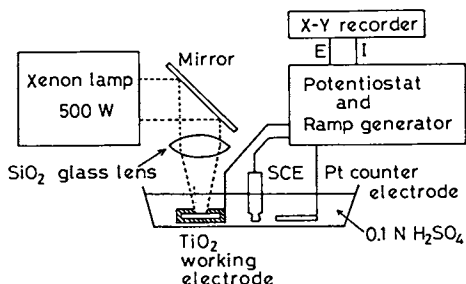 X-Y recorder
E I
Mirror
Xenon lamp
500 W
Potentiostat
and
Ramp generator
SiO₂ glass lens
SCE
Pt counter
electrode
TiO₂
working
electrode
0.1 N H₂SO₄